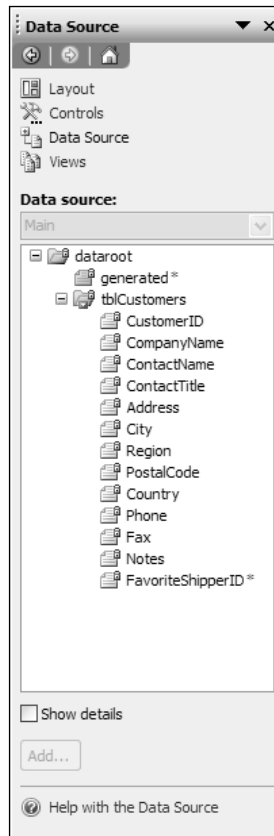 Data Source
Layout
Controls
Data Source
Views
Data source:
Main
dataroot
generated *
tblCustomers
CustomerID
CompanyName
ContactName
ContactTitle
Address
City
Region
PostalCode
Country
Phone
Fax
Notes
FavoriteShipperID *
Show details
Add...
Help with the Data Source